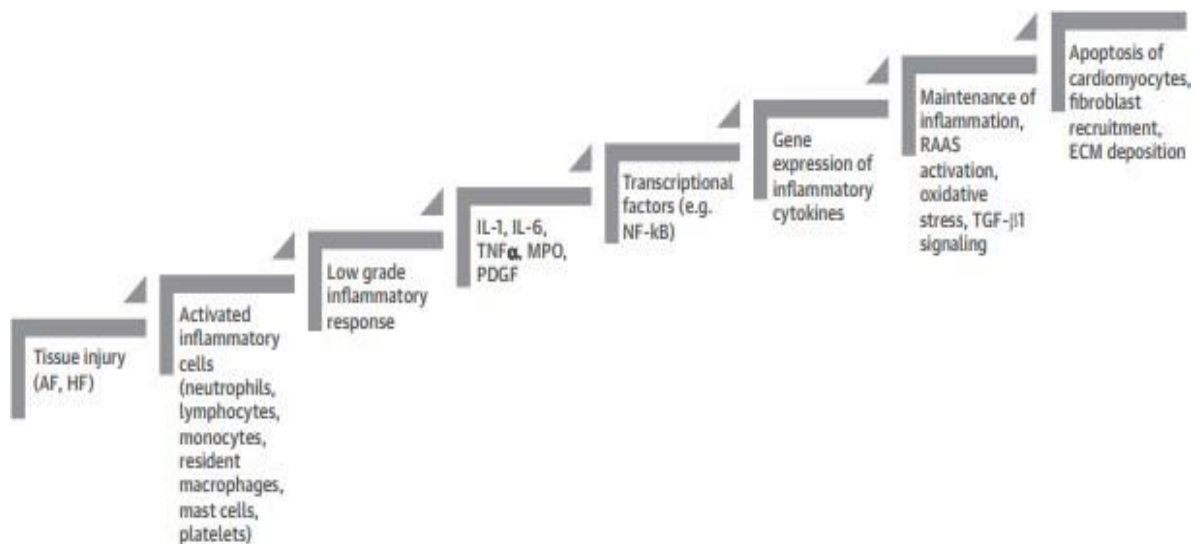 Tissue injury
(AF, HF)
Activated
inflammatory
cells
(neutrophils,
lymphocytes,
monocytes,
resident
macrophages,
mast cells,
platelets)
Low grade
inflammatory
response
IL-1, IL-6,
TNFα, MPO,
PDGF
Transcriptional
factors (e.g.
NF-kB)
Gene
expression of
inflammatory
cytokines
Maintenance of
inflammation,
RAAS
activation,
oxidative
stress, TGF-β1
signaling
Apoptosis of
cardiomyocytes,
fibroblast
recruitment,
ECM deposition